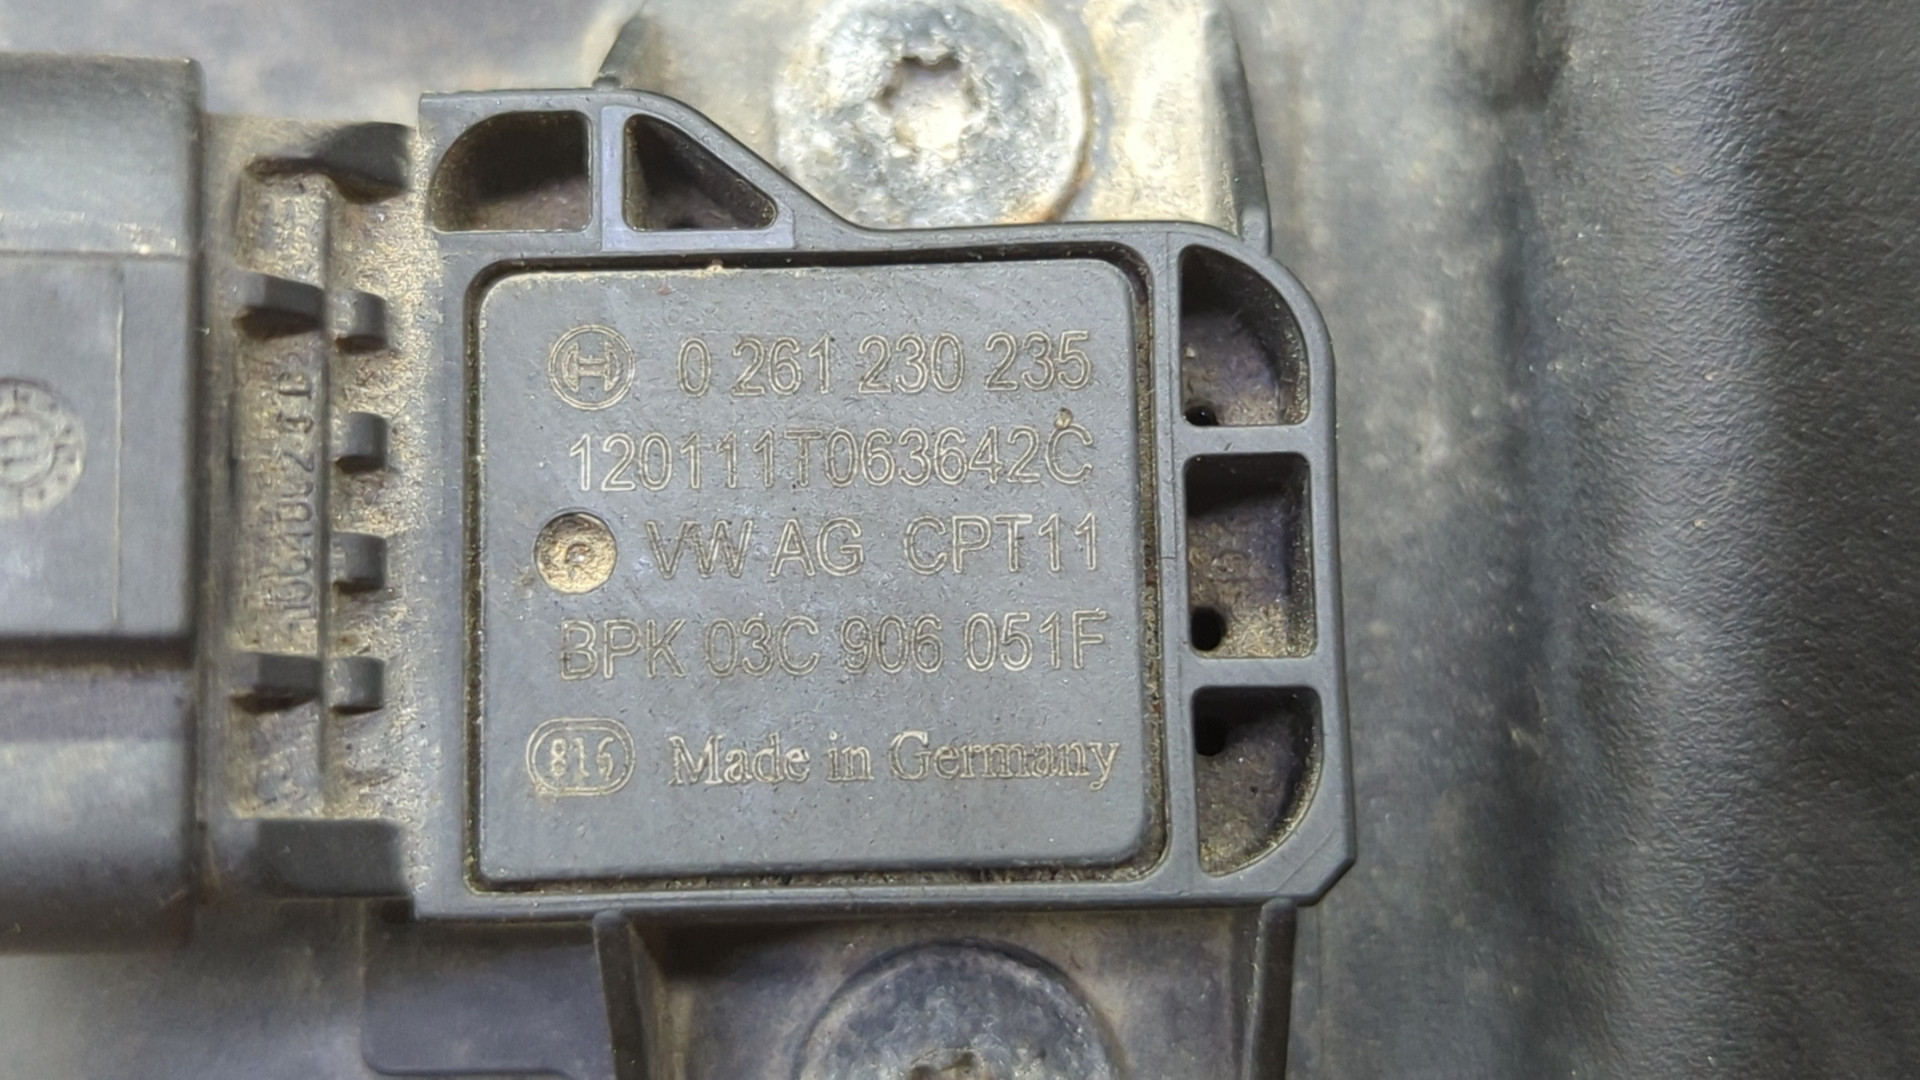 0 261 230 235
120111T063642C
VW AG CPT11
BPK 03C 906 051F
816 Made in Germany